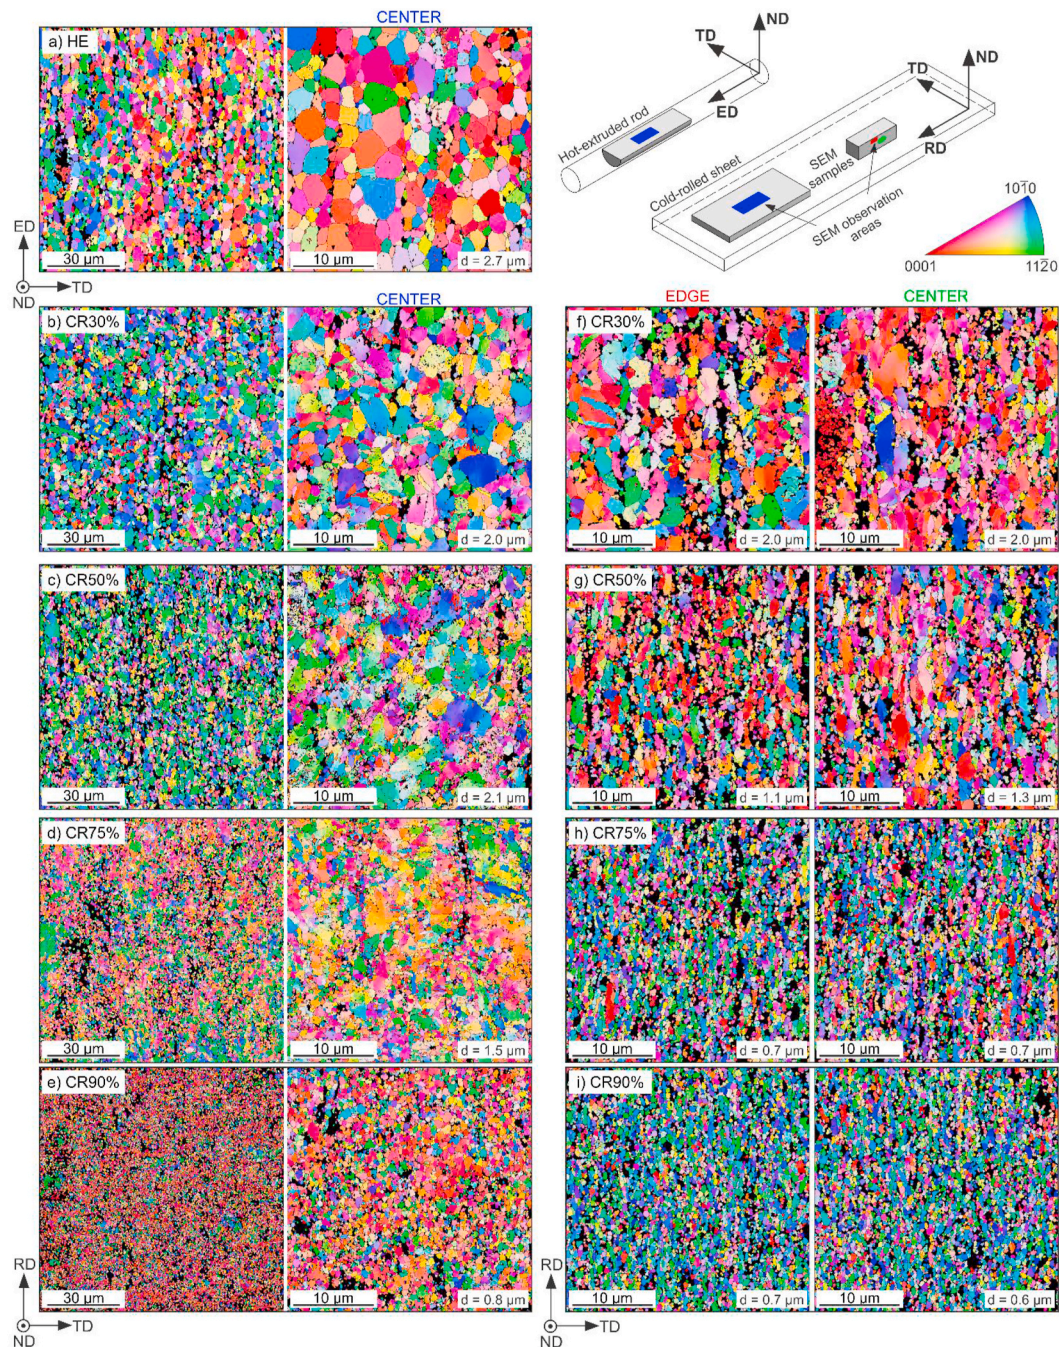 CENTER
a) HE
30 µm
10 µm
d = 2.7 µm
ED
TD
ND
ND
TD
ED
Hot-extruded rod
ND
TD
RD
Cold-rolled sheet
SEM
samples
SEM observation
areas
101̅0
0001
112̅0
CENTER
b) CR30%
30 µm
10 µm
d = 2.0 µm
EDGE
CENTER
f) CR30%
10 µm
d = 2.0 µm
10 µm
d = 2.0 µm
c) CR50%
30 µm
10 µm
d = 2.1 µm
g) CR50%
10 µm
d = 1.1 µm
10 µm
d = 1.3 µm
d) CR75%
30 µm
10 µm
d = 1.5 µm
h) CR75%
10 µm
d = 0.7 µm
10 µm
d = 0.7 µm
e) CR90%
30 µm
10 µm
d = 0.8 µm
i) CR90%
10 µm
d = 0.7 µm
10 µm
d = 0.6 µm
RD
TD
ND
RD
TD
ND